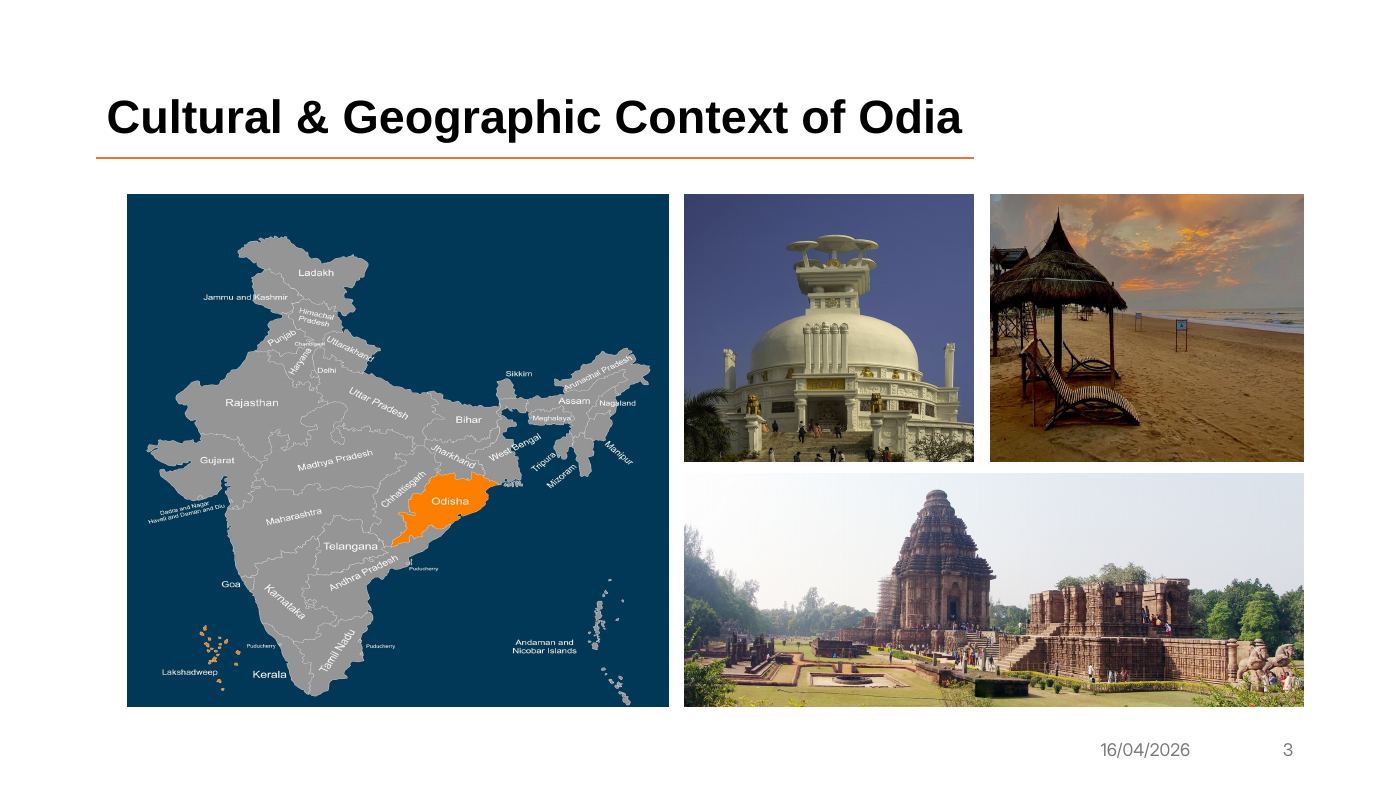 Cultural & Geographic Context of Odia
Ladakh
Jammu and Kashmir
Himachal
Pradesh
Punjab
Chandigarh
Uttarakhand
Haryana
Delhi
Sikkim
Arunachal Pradesh
Rajasthan
Uttar Pradesh
Bihar
Assam
Nagaland
Meghalaya
Gujarat
Madhya Pradesh
Jharkhand
West Bengal
Tripura
Mizoram
Manipur
Chhattisgarh
Odisha
Dadra and Nagar
Haveli and Daman and Diu
Maharashtra
Telangana
Andhra Pradesh
Puducherry
Goa
Karnataka
Puducherry
Tamil Nadu
Puducherry
Andaman and
Nicobar Islands
Lakshadweep
Kerala
16/04/2026
3